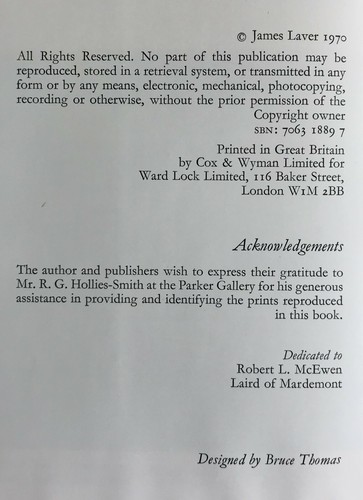 © James Laver 1970
All Rights Reserved. No part of this publication may be
reproduced, stored in a retrieval system, or transmitted in any
form or by any means, electronic, mechanical, photocopying,
recording or otherwise, without the prior permission of the
Copyright owner
SBN: 7063 1889 7
Printed in Great Britain
by Cox & Wyman Limited for
Ward Lock Limited, 116 Baker Street,
London W1M 2BB
Acknowledgements
The author and publishers wish to express their gratitude to
Mr. R. G. Hollies-Smith at the Parker Gallery for his generous
assistance in providing and identifying the prints reproduced
in this book.
Dedicated to
Robert L. McEwen
Laird of Mardemont
Designed by Bruce Thomas